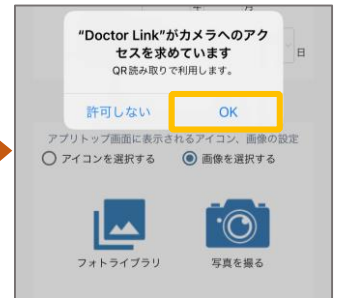 年 月
"Doctor Link"がカメラへのアク
セスを求めています
日
QR読み取りで利用します。
許可しない OK
アプリトップ画面に表示されるアイコン、画像の設定
アイコンを選択する 画像を選択する
フォトライブラリ 写真を撮る